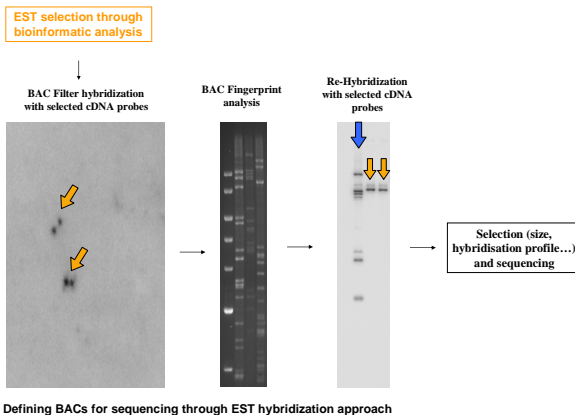 EST selection through
bioinformatic analysis
BAC Filter hybridization
with selected cDNA probes
BAC Fingerprint
analysis
Re-Hybridization
with selected cDNA
probes
Selection (size,
hybridisation profile…)
and sequencing
Defining BACs for sequencing through EST hybridization approach